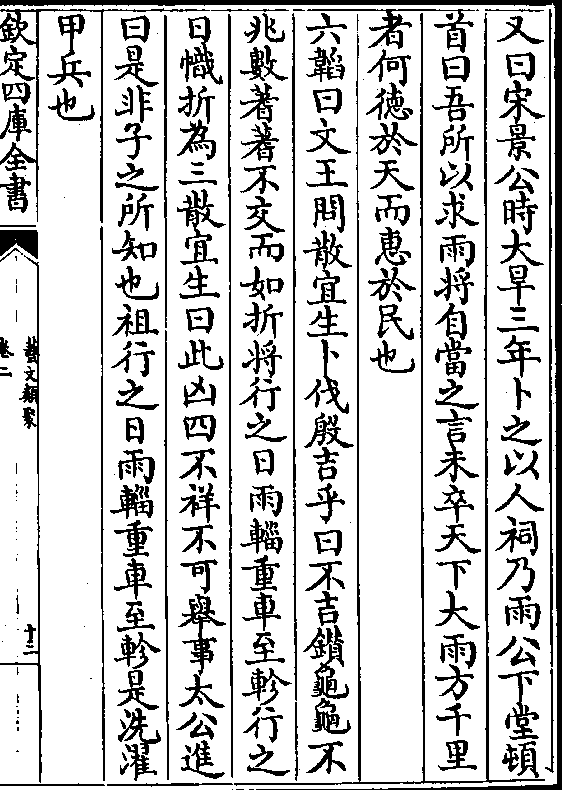 又曰宋景公時大旱三年卜之以人祠乃雨公下堂頓
首曰吾所以求雨将自當之言未卒天下大雨方千里
者何徳於天而惠於民也
六韜曰文王問散宜生卜伐殷吉乎曰不吉鑚龜龜不
兆數蓍蓍不交而如折将行之日雨輜重車至軫行之
日幟折為三散宜生曰此凶四不祥不可舉事太公進
曰是非子之所知也祖行之日雨輜重車至軫是洗濯
甲兵也
欽定四庫全書
藝文類聚
卷二
十三